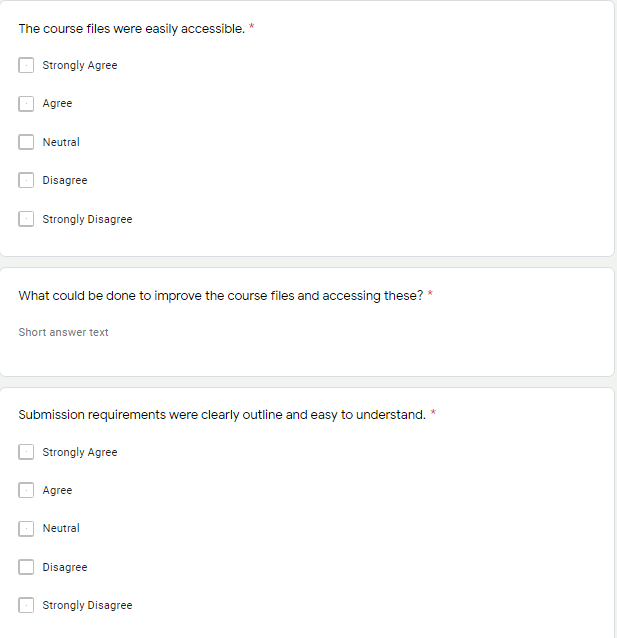 The course files were easily accessible. *
Strongly Agree
Agree
Neutral
Disagree
Strongly Disagree
What could be done to improve the course files and accessing these? *
Short answer text
Submission requirements were clearly outline and easy to understand. *
Strongly Agree
Agree
Neutral
Disagree
Strongly Disagree